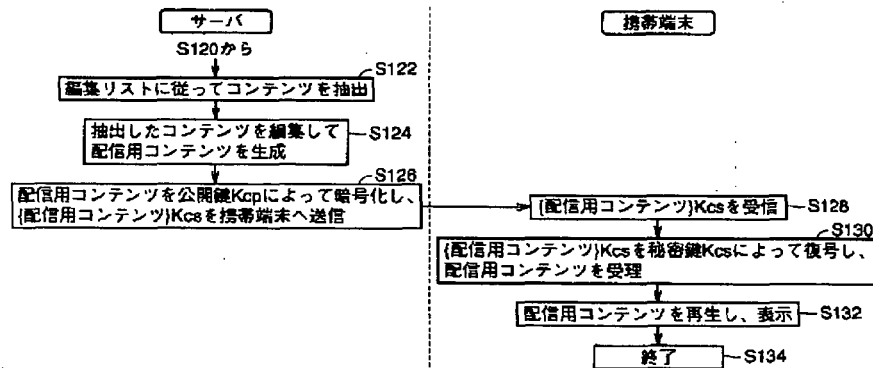 サーバ
S120から
S122
編集リストに従ってコンテンツを抽出
抽出したコンテンツを編集して
配信用コンテンツを生成
S124
S126
配信用コンテンツを公開鍵Kcpによって暗号化し、
{配信用コンテンツ}Kcsを携帯端末へ送信
携帯端末
{配信用コンテンツ}Kcsを受信
S128
S130
{配信用コンテンツ}Kcsを秘密鍵Kcsによって復号し、
配信用コンテンツを受理
配信用コンテンツを再生し、表示
S132
終了
S134